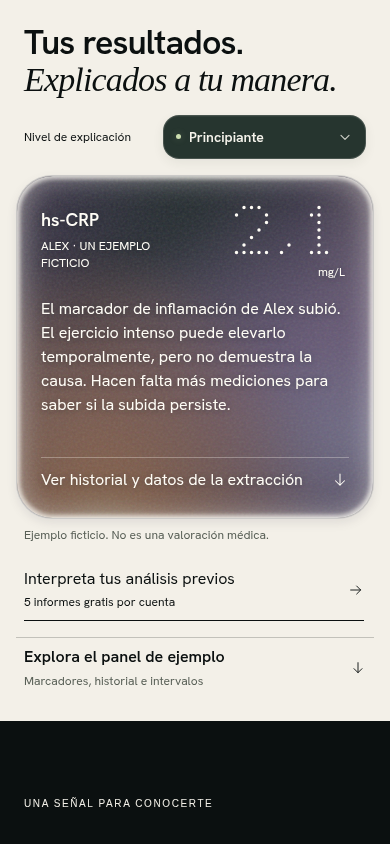 Tus resultados.
Explicados a tu manera.
Nivel de explicación
Principiante
hs-CRP
2.1
ALEX · UN EJEMPLO
FICTICIO
mg/L
El marcador de inflamación de Alex subió.
El ejercicio intenso puede elevarlo
temporalmente, pero no demuestra la
causa. Hacen falta más mediciones para
saber si la subida persiste.
Ver historial y datos de la extracción
Ejemplo ficticio. No es una valoración médica.
Interpreta tus análisis previos
5 informes gratis por cuenta
Explora el panel de ejemplo
Marcadores, historial e intervalos
UNA SEÑAL PARA CONOCERTE